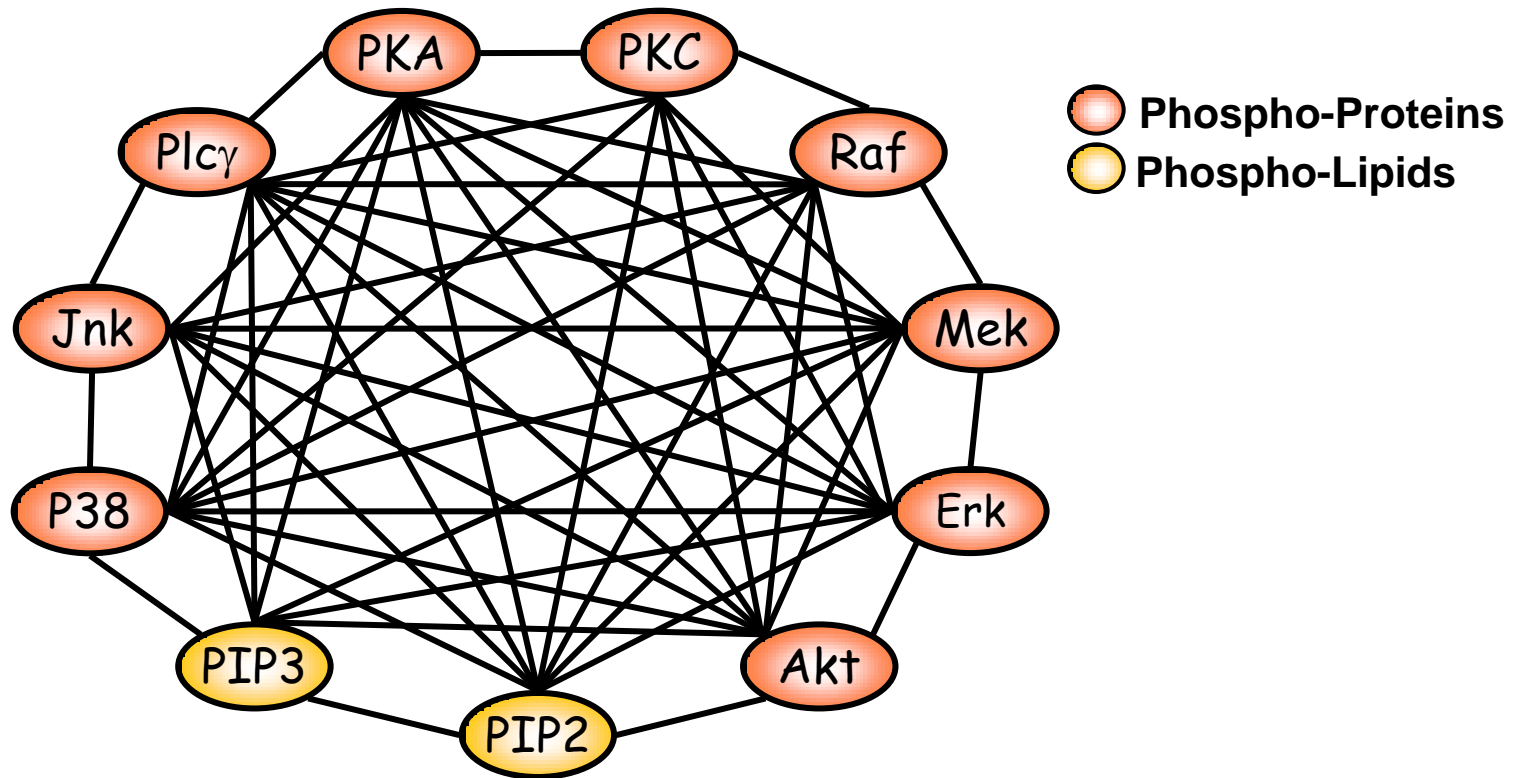 PKA
PKC
Plcγ
Raf
Jnk
Mek
P38
Erk
PIP3
Akt
PIP2
Phospho-Proteins
Phospho-Lipids